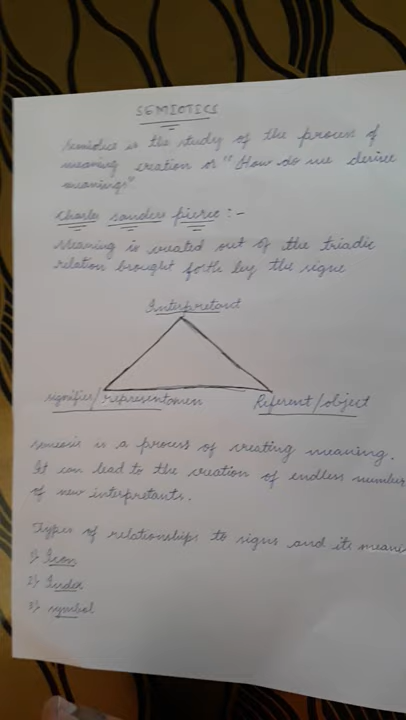 SEMIOTICS
Semiotics is the study of the process of
meaning creation or "How do we derive
meanings".
Charles sanders pierce :-
Meaning is created out of the triadic
relation brought forth by the signs
Interpretant
signifier/representamen Referent/object
semiosis is a process of creating meaning.
It can lead to the creation of endless number
of new interpretants.
Types of relationships to signs and its meani
1) Icon
2) Index
3) symbol